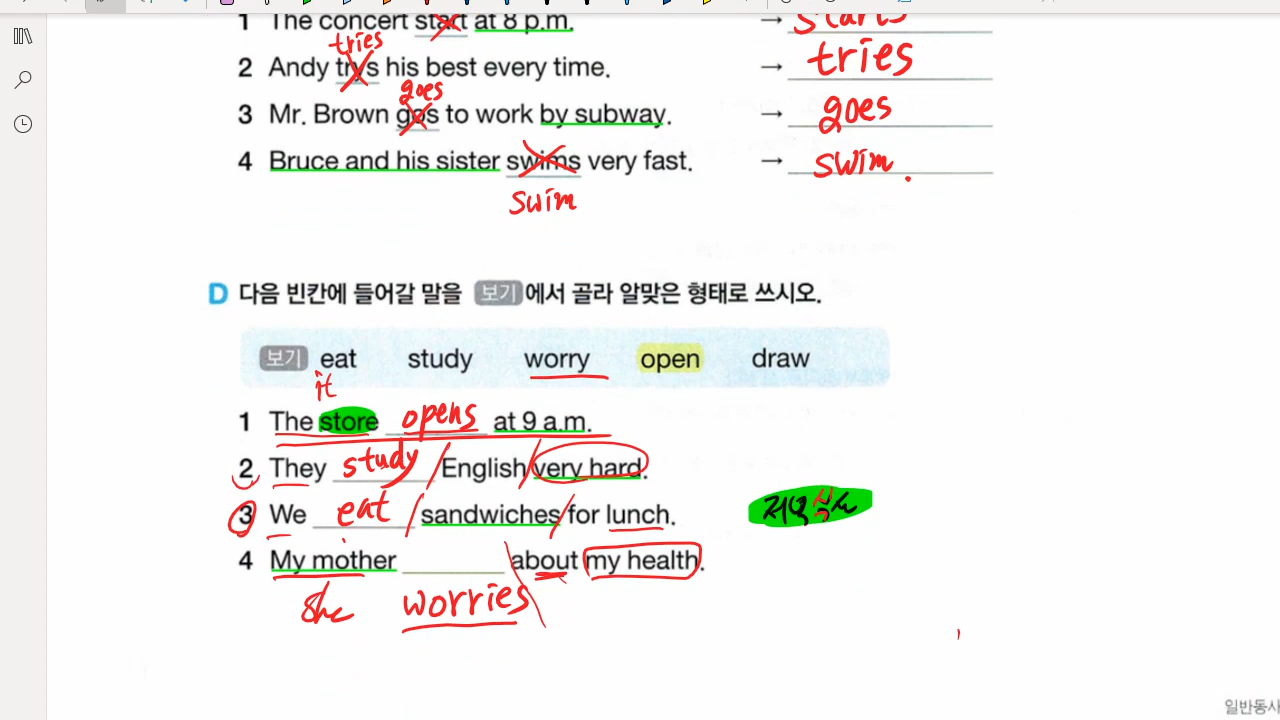 1 The concert start at 8 p.m. → starts
tries
2 Andy trys his best every time. → tries
goes
3 Mr. Brown gos to work by subway. → goes
4 Bruce and his sister swims very fast. → swim.
swim
D 다음 빈칸에 들어갈 말을 보기 에서 골라 알맞은 형태로 쓰시오.
보기 eat study worry open draw
it
1 The store opens at 9 a.m.
2 They study / English / very hard.
3 We eat / sandwiches / for lunch.
4 My mother about my health.
she worries
일반동사